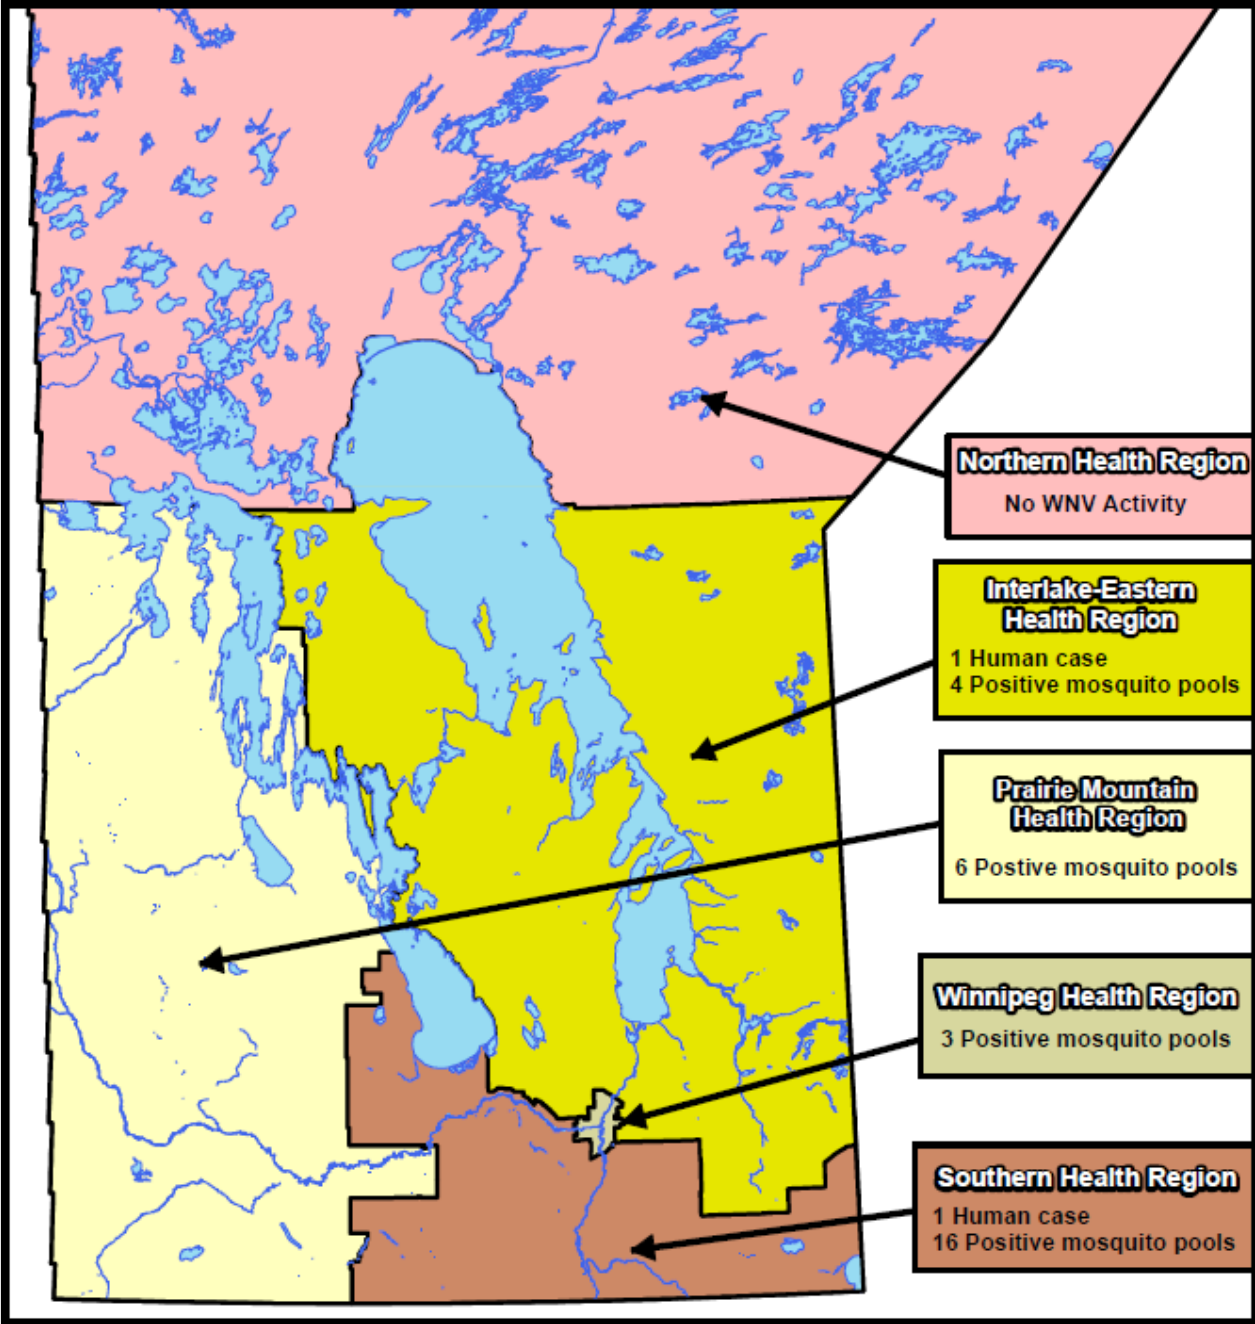 Northern Health Region
No WNV Activity
Interlake-Eastern
Health Region
1 Human case
4 Positive mosquito pools
Prairie Mountain
Health Region
6 Postive mosquito pools
Winnipeg Health Region
3 Positive mosquito pools
Southern Health Region
1 Human case
16 Positive mosquito pools